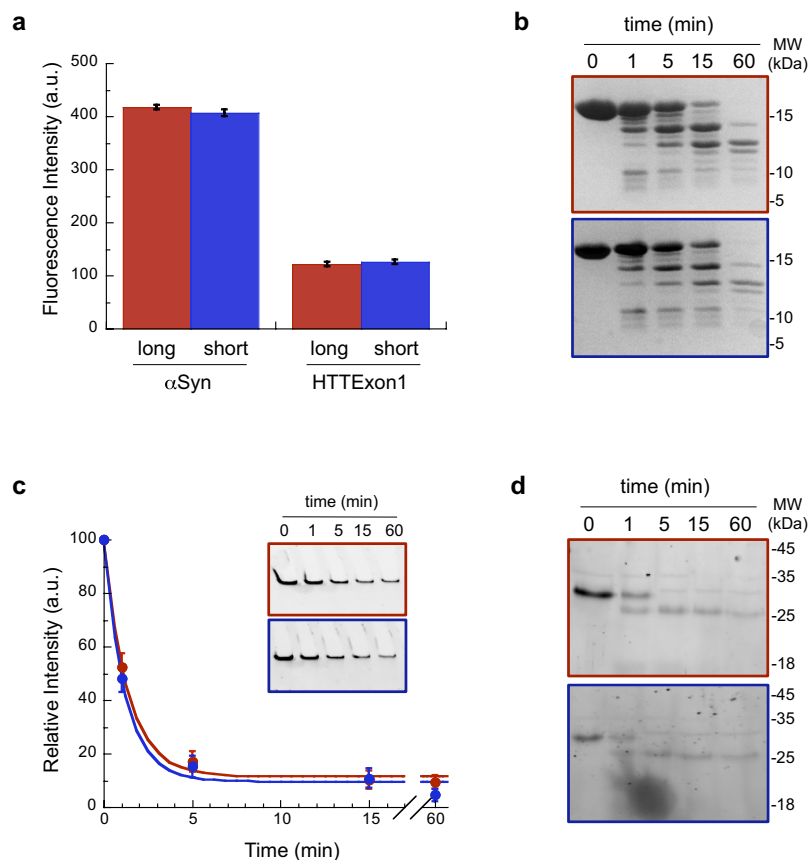 a
Fluorescence Intensity (a.u.)
500
400
300
200
100
0
long short long short
αSyn HTTExon1
b
time (min)
0 1 5 15 60
MW
(kDa)
-15
-10
-5
-15
-10
-5
c
Relative Intensity (a.u.)
100
80
60
40
20
0
0 5 10 15 60
Time (min)
time (min)
0 1 5 15 60
d
time (min)
0 1 5 15 60
MW
(kDa)
-45
-35
-25
-18
-45
-35
-25
-18